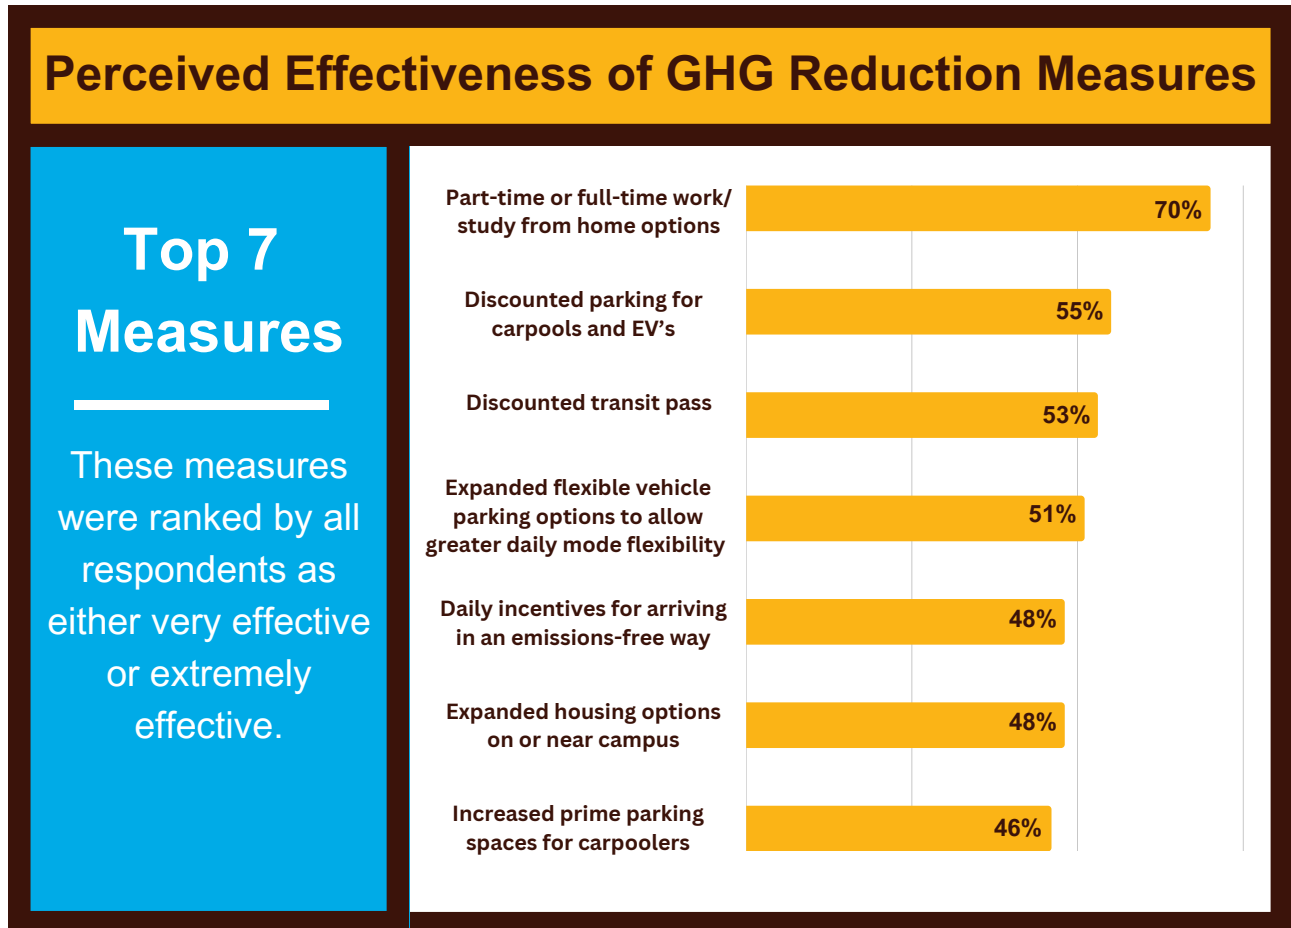 Perceived Effectiveness of GHG Reduction Measures
Top 7
Measures
These measures
were ranked by all
respondents as
either very effective
or extremely
effective.
Part-time or full-time work/
study from home options
70%
Discounted parking for
carpools and EV’s
55%
Discounted transit pass
53%
Expanded flexible vehicle
parking options to allow
greater daily mode flexibility
51%
Daily incentives for arriving
in an emissions-free way
48%
Expanded housing options
on or near campus
48%
Increased prime parking
spaces for carpoolers
46%